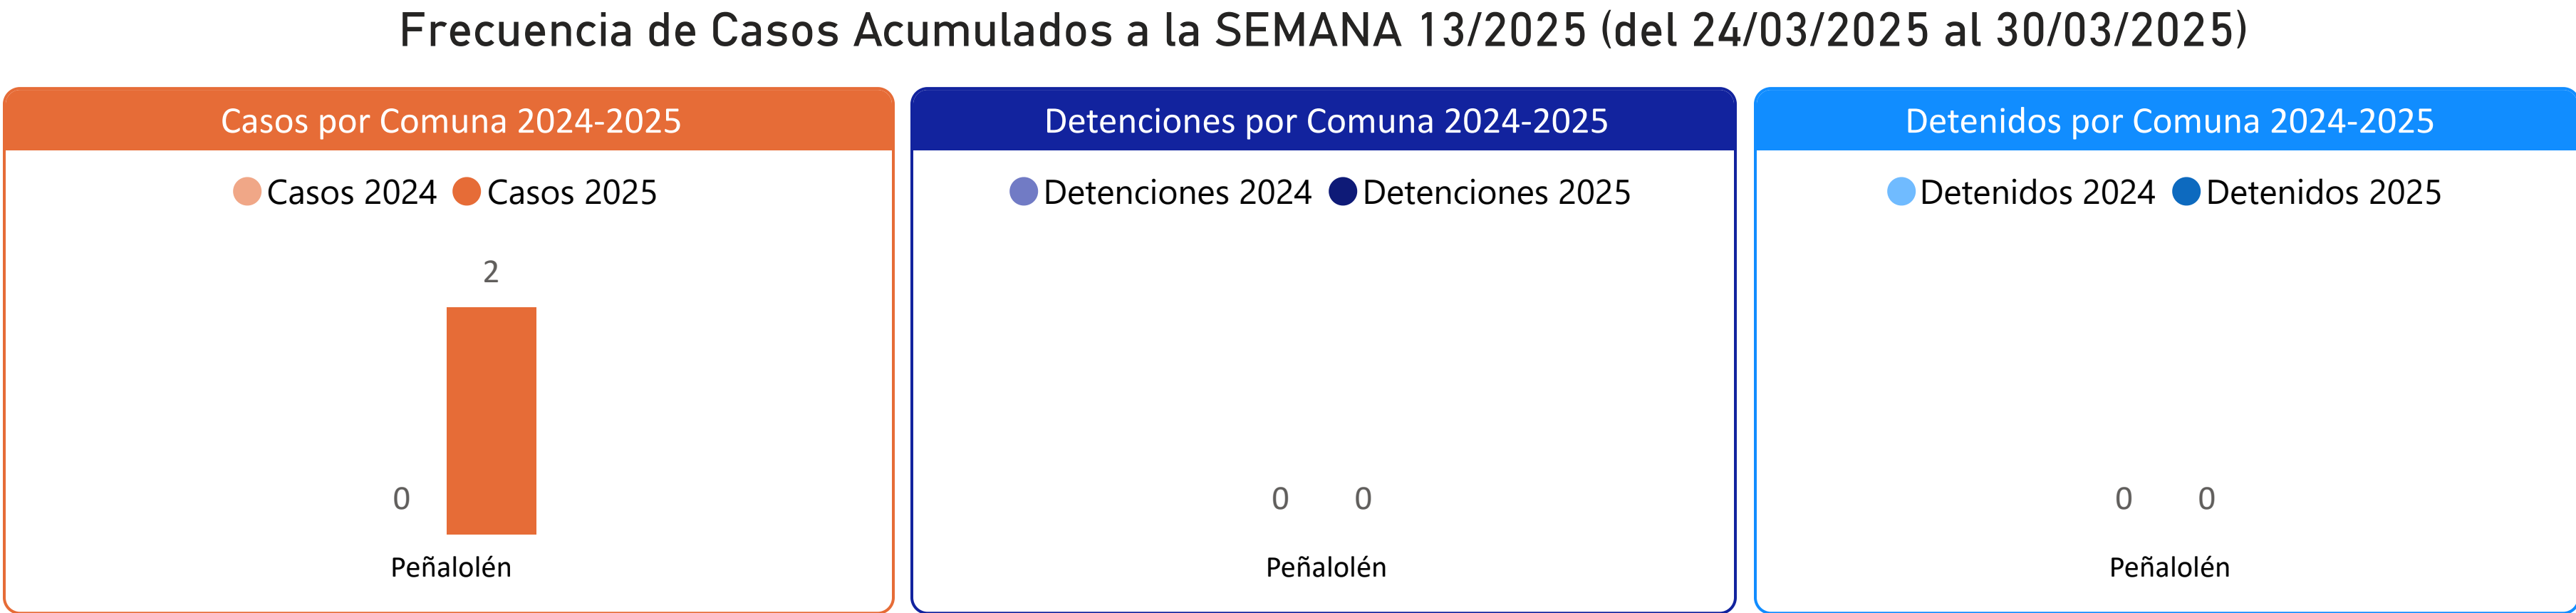 Frecuencia de Casos Acumulados a la SEMANA 13/2025 (del 24/03/2025 al 30/03/2025)
Casos por Comuna 2024-2025
Casos 2024 Casos 2025
2
0
Peñalolén
Detenciones por Comuna 2024-2025
Detenciones 2024 Detenciones 2025
0 0
Peñalolén
Detenidos por Comuna 2024-2025
Detenidos 2024 Detenidos 2025
0 0
Peñalolén